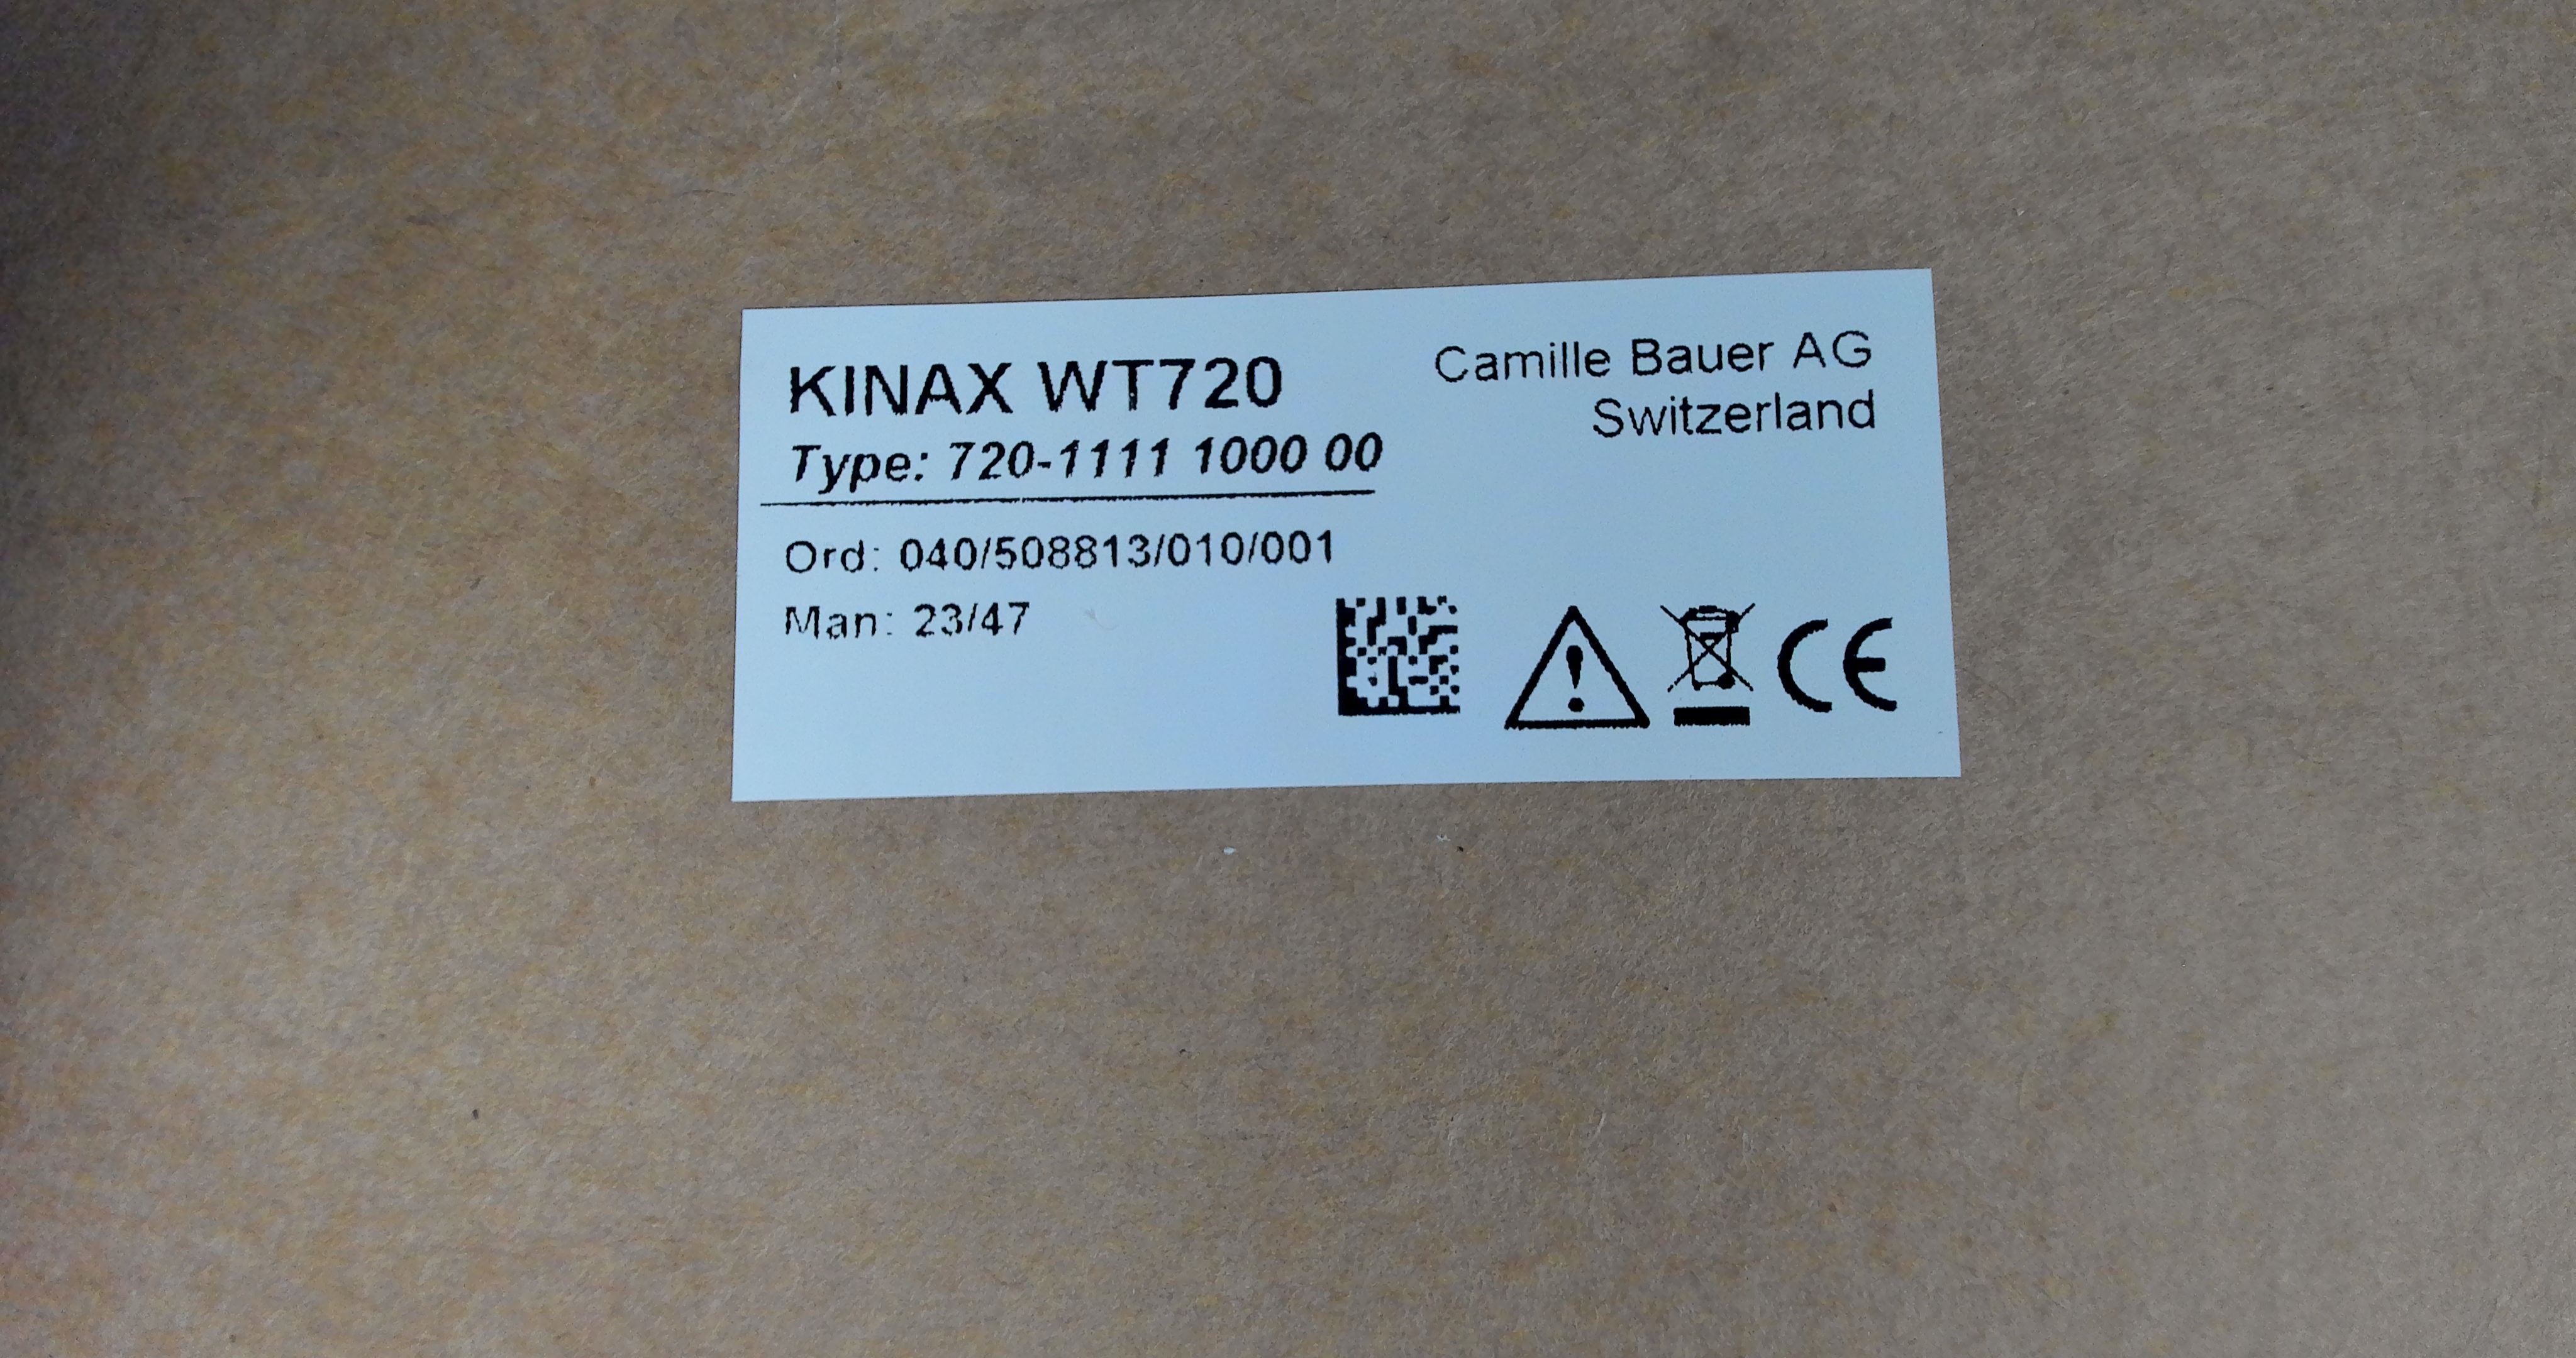 KINAX WT720
Camille Bauer AG
Switzerland
Type: 720-1111 1000 00
Ord: 040/508813/010/001
Man: 23/47
CE